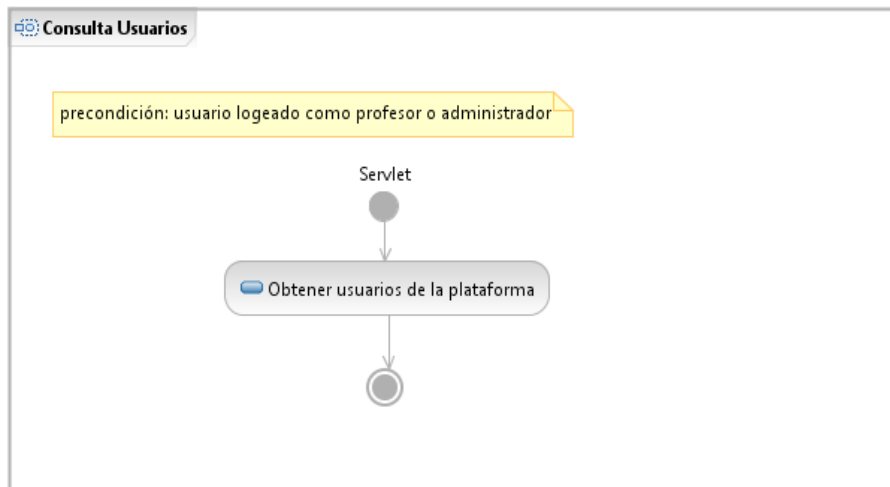 Consulta Usuarios
precondición: usuario logeado como profesor o administrador
Servlet
Obtener usuarios de la plataforma